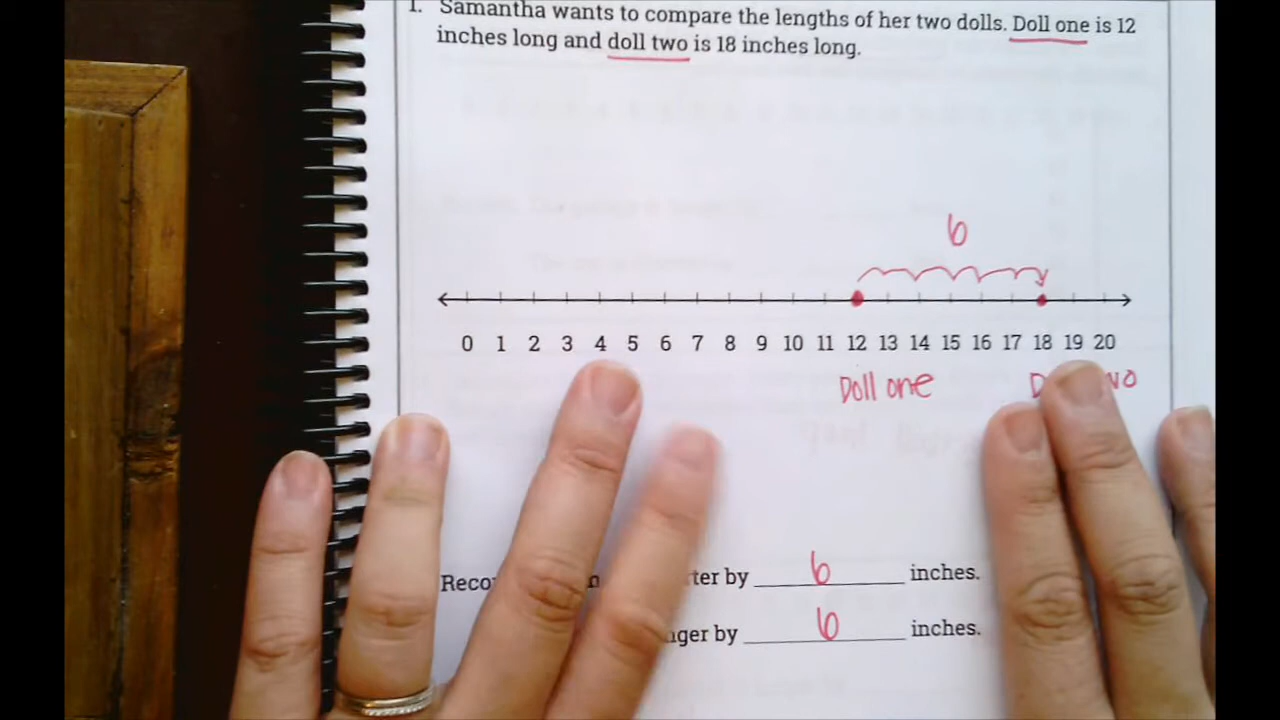 1. Samantha wants to compare the lengths of her two dolls. Doll one is 12
inches long and doll two is 18 inches long.
6
0 1 2 3 4 5 6 7 8 9 10 11 12 13 14 15 16 17 18 19 20
Doll one
by 6 inches.
by 6 inches.